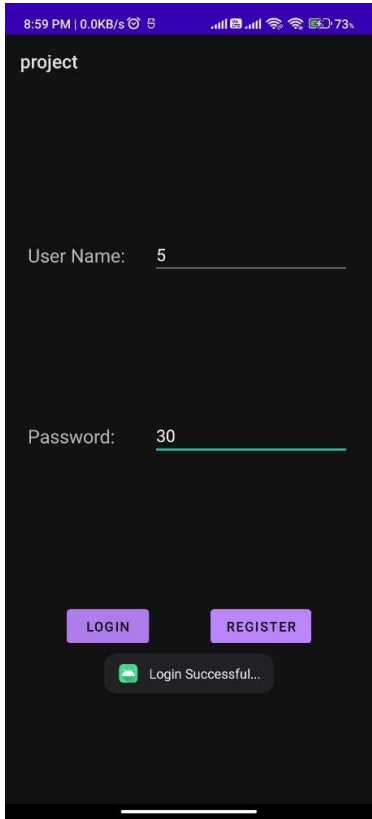 8:59 PM | 0.0KB/s
73%
project
User Name: 5
Password: 30
LOGIN REGISTER
Login Successful...